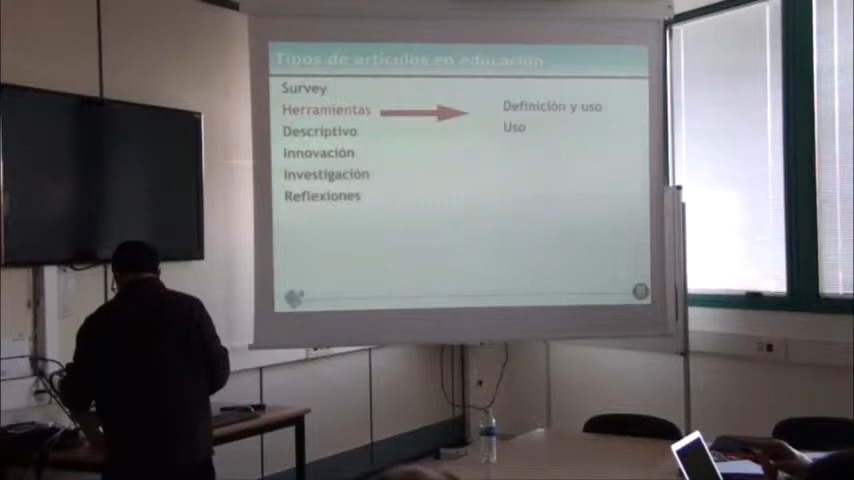 Tipos de artículos en educación
Survey
Herramientas
Definición y uso
Descriptivo
Uso
Innovación
Investigación
Reflexiones